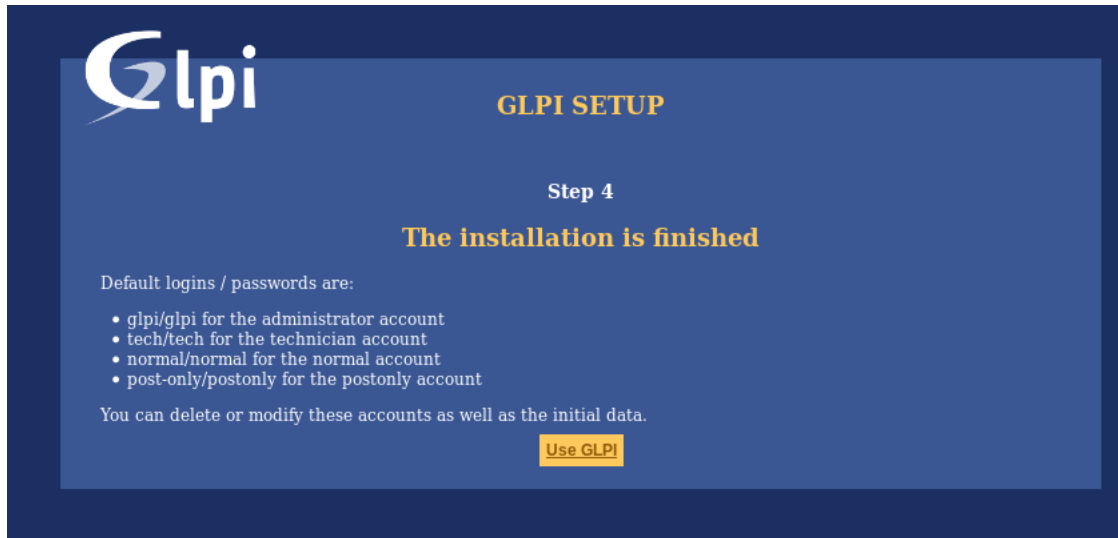 Glpi
GLPI SETUP
Step 4
The installation is finished
Default logins / passwords are:
• glpi/glpi for the administrator account
• tech/tech for the technician account
• normal/normal for the normal account
• post-only/postonly for the postonly account
You can delete or modify these accounts as well as the initial data.
Use GLPI